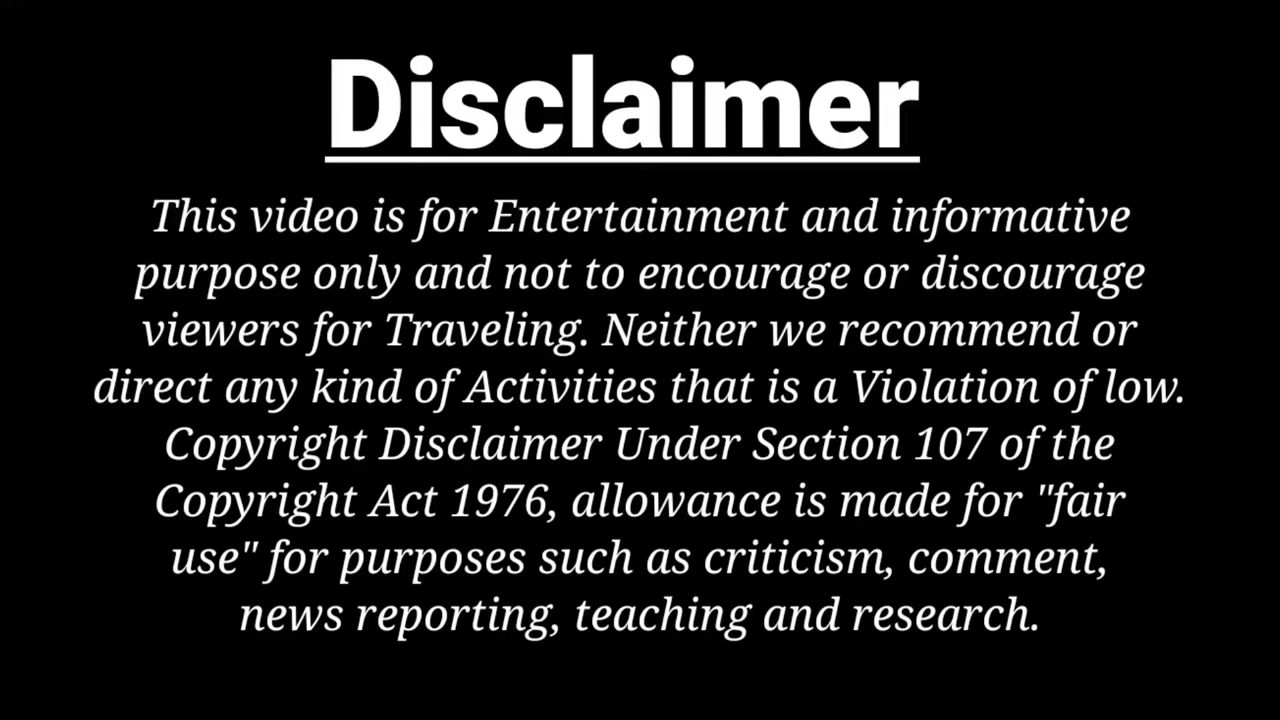 Disclaimer
This video is for Entertainment and informative
purpose only and not to encourage or discourage
viewers for Traveling. Neither we recommend or
direct any kind of Activities that is a Violation of low.
Copyright Disclaimer Under Section 107 of the
Copyright Act 1976, allowance is made for "fair
use" for purposes such as criticism, comment,
news reporting, teaching and research.